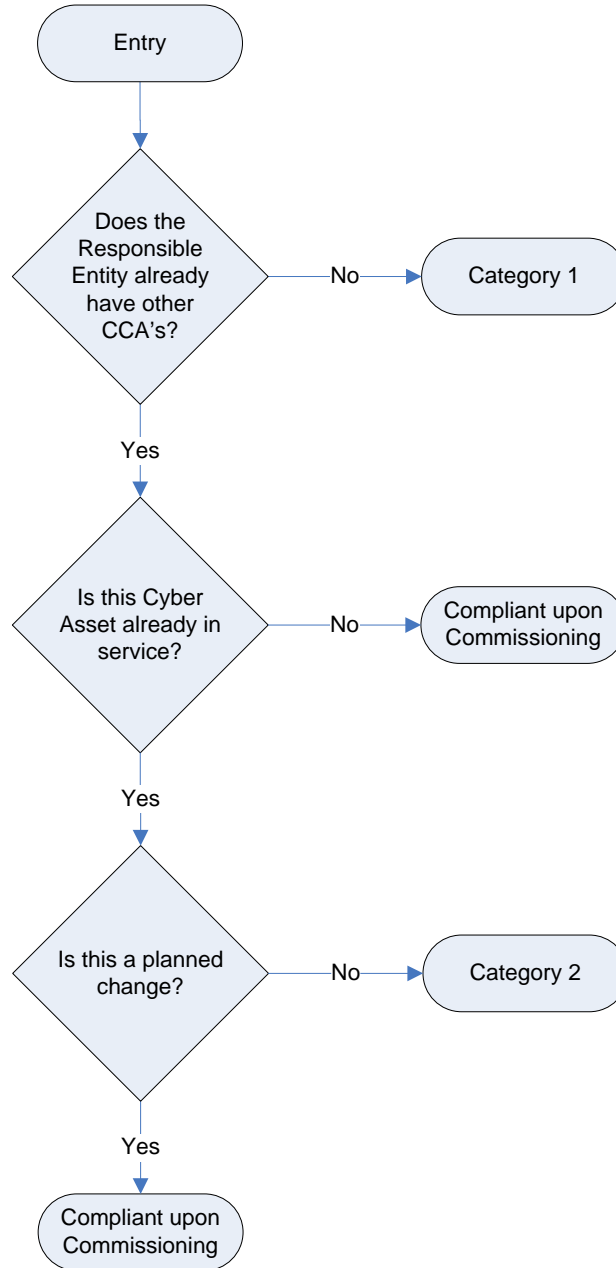 Entry
Does the
Responsible
Entity already
have other
CCA's?
No
Category 1
Yes
Is this Cyber
Asset already in
service?
No
Compliant upon
Commissioning
Yes
Is this a planned
change?
No
Category 2
Yes
Compliant upon
Commissioning